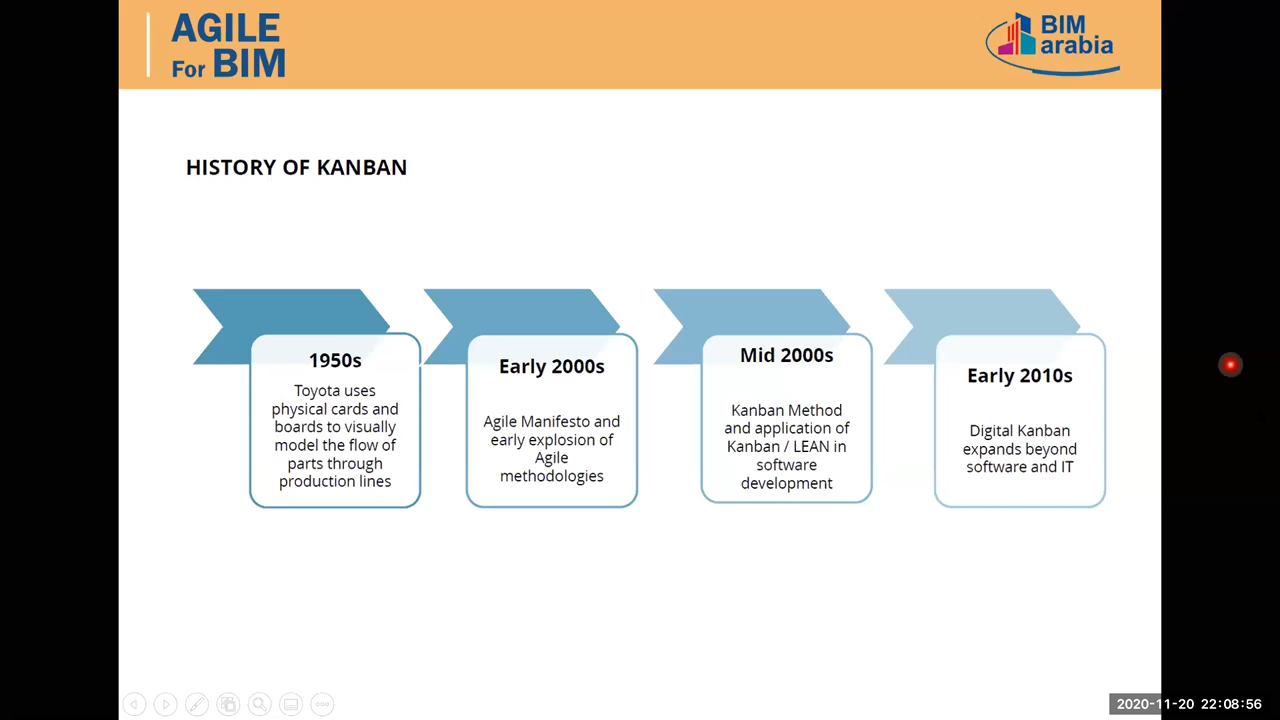 AGILE
For BIM
BIM
arabia
HISTORY OF KANBAN
1950s
Toyota uses
physical cards and
boards to visually
model the flow of
parts through
production lines
Early 2000s
Agile Manifesto and
early explosion of
Agile
methodologies
Mid 2000s
Kanban Method
and application of
Kanban / LEAN in
software
development
Early 2010s
Digital Kanban
expands beyond
software and IT
2020-11-20 22:08:56